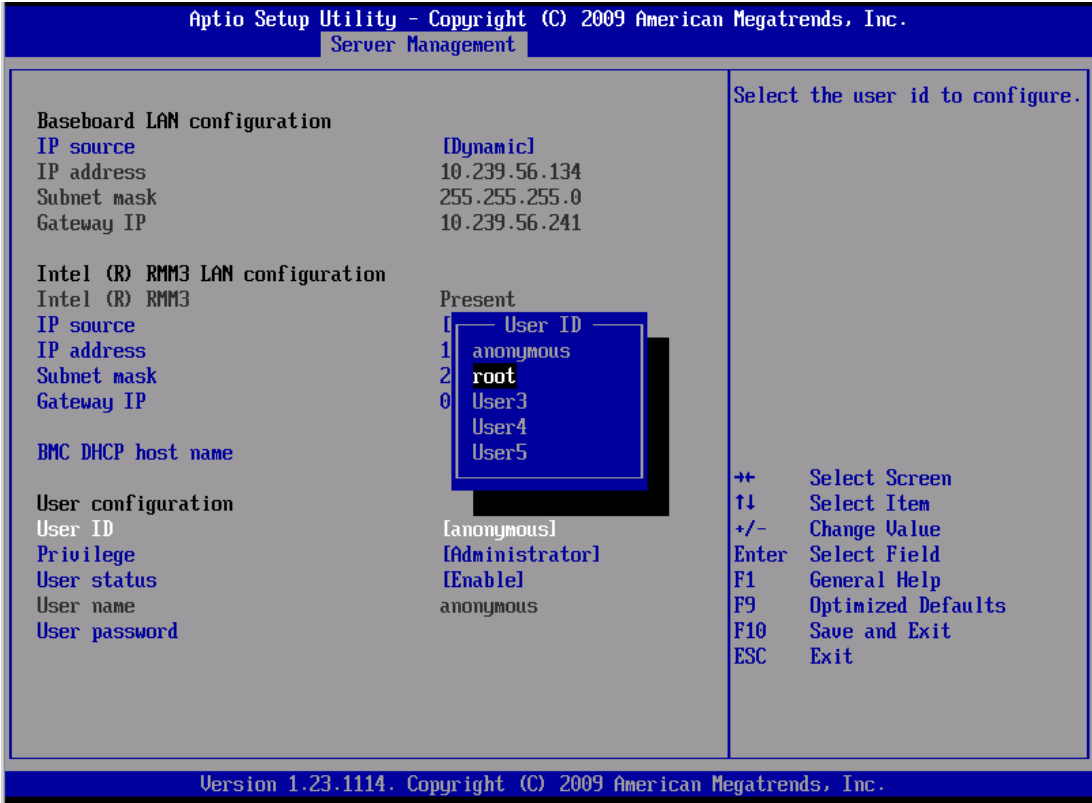 Aptio Setup Utility - Copyright (C) 2009 American Megatrends, Inc.
Server Management
Baseboard LAN configuration
IP source [Dynamic]
IP address 10.239.56.134
Subnet mask 255.255.255.0
Gateway IP 10.239.56.241
Intel (R) RMM3 LAN configuration
Intel (R) RMM3 Present
IP source [
IP address 1
Subnet mask 2
Gateway IP 0
BMC DHCP host name
User configuration
User ID [anonymous]
Privilege [Administrator]
User status [Enable]
User name anonymous
User password
User ID
anonymous
root
User3
User4
User5
Select the user id to configure.
→← Select Screen
↑↓ Select Item
+/- Change Value
Enter Select Field
F1 General Help
F9 Optimized Defaults
F10 Save and Exit
ESC Exit
Version 1.23.1114. Copyright (C) 2009 American Megatrends, Inc.